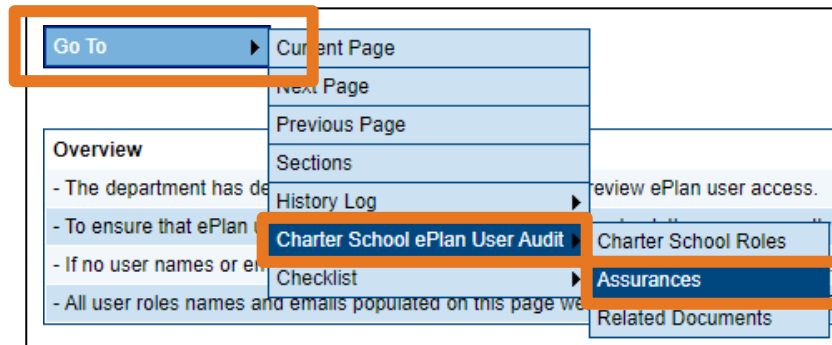 Go To
Current Page
Next Page
Previous Page
Sections
History Log
Charter School ePlan User Audit
Checklist
Charter School Roles
Assurances
Related Documents
Overview
- The department has review ePlan user access.
- To ensure that ePlan
- If no user names or
- All user roles names and emails populated on this page